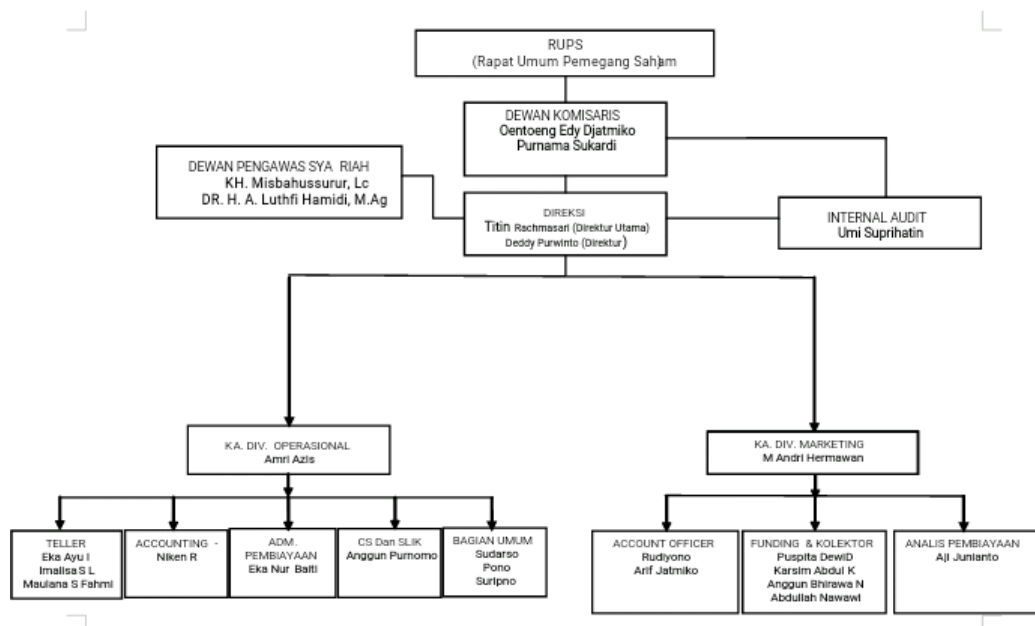 RUPS
(Rapat Umum Pemegang Saham)
DEWAN KOMISARIS
Oentoeng Edy Djatmiko
Purnama Sukardi
DEWAN PENGAWAS SYA RIAH
KH. Misbahussurur, Lc
DR. H. A. Luthfi Hamidi, M.Ag
DIREKSI
Titin Rachmasari (Direktur Utama)
Deddy Purwinto (Direktur)
INTERNAL AUDIT
Umi Suprihatin
KA. DIV. OPERASIONAL
Amri Azis
KA. DIV. MARKETING
M Andri Hermawan
TELLER
Eka Ayu I
Imalisa S L
Maulana S Fahmi
ACCOUNTING -
Niken R
ADM.
PEMBIAYAAN
Eka Nur Baiti
CS Dan SLIK
Anggun Purnomo
BAGIAN UMUM
Sudarso
Pono
Suripno
ACCOUNT OFFICER
Rudiyono
Arif Jatmiko
FUNDING & KOLEKTOR
Puspita DewiD
Karsim Abdul K
Anggun Bhirawa N
Abdullah Nawawi
ANALIS PEMBIAYAAN
Aji Junianto